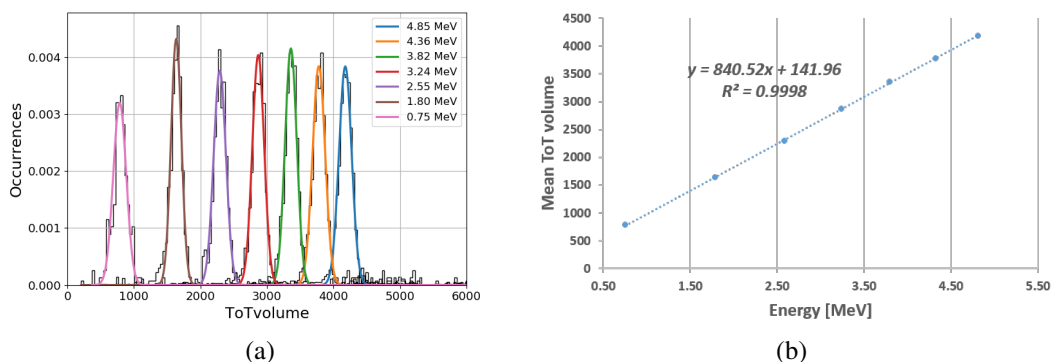 4.85 MeV
4.36 MeV
3.82 MeV
3.24 MeV
2.55 MeV
1.80 MeV
0.75 MeV
0.004
0.003
0.002
0.001
0.000
Occurrences
0 1000 2000 3000 4000 5000 6000
ToTvolume
(a)
4500
4000
3500
3000
2500
2000
1500
1000
500
0
Mean ToT volume
y = 840.52x + 141.96
R² = 0.9998
0.50 1.50 2.50 3.50 4.50 5.50
Energy [MeV]
(b)